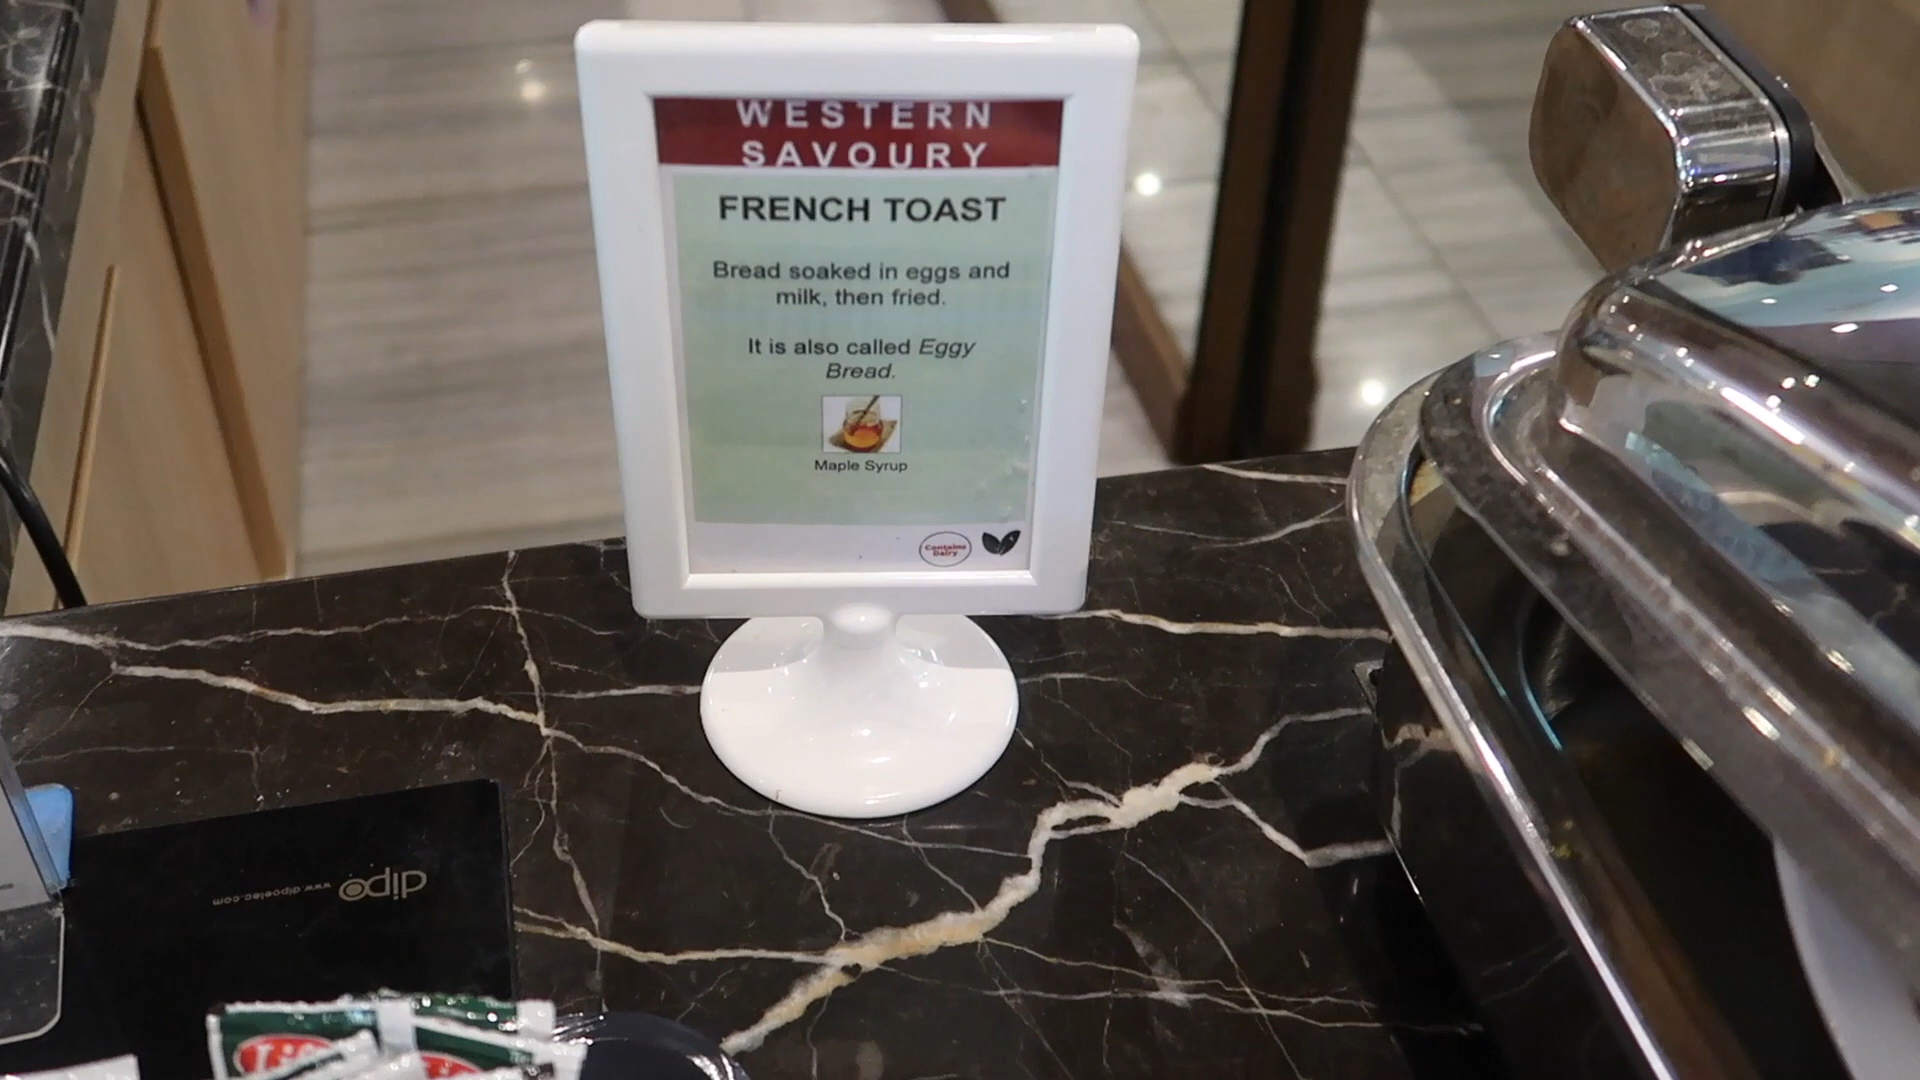 WESTERN
SAVOURY
FRENCH TOAST
Bread soaked in eggs and
milk, then fried.
It is also called Eggy
Bread.
Maple Syrup
Contains
Dairy
dipo
www.dipoelec.com